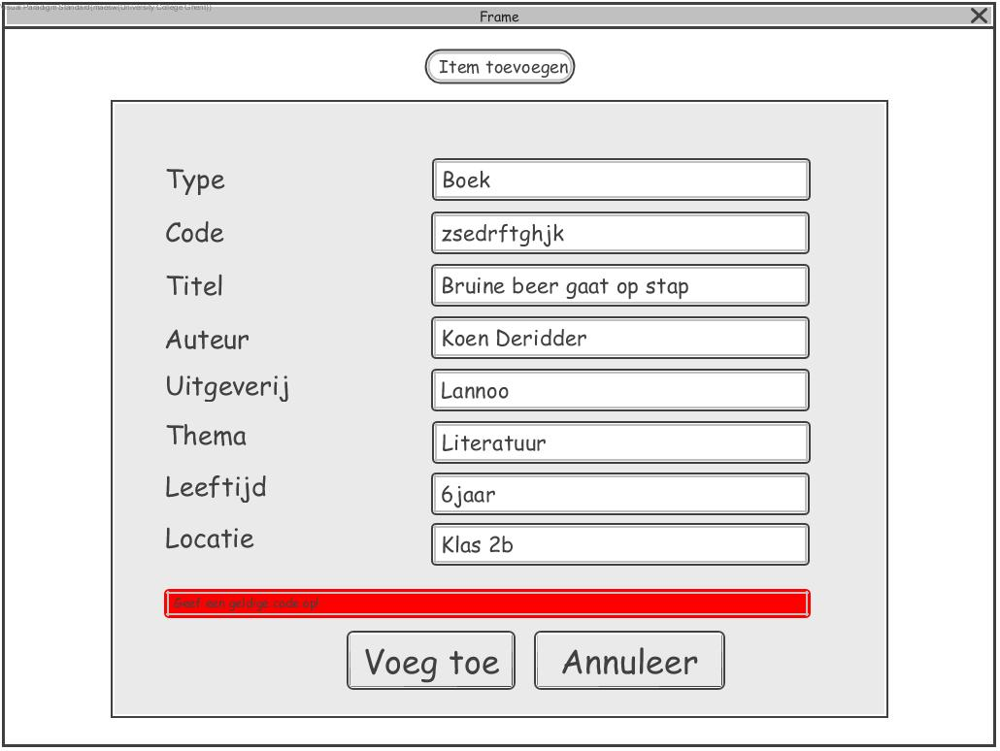 Visual Paradigm Standard(maesw(University College Ghent))
Frame
Item toevoegen
Type
Boek
Code
zsedrftghjk
Titel
Bruine beer gaat op stap
Auteur
Koen Deridder
Uitgeverij
Lannoo
Thema
Literatuur
Leeftijd
6jaar
Locatie
Klas 2b
Geef een geldige code op!
Voeg toe
Annuleer